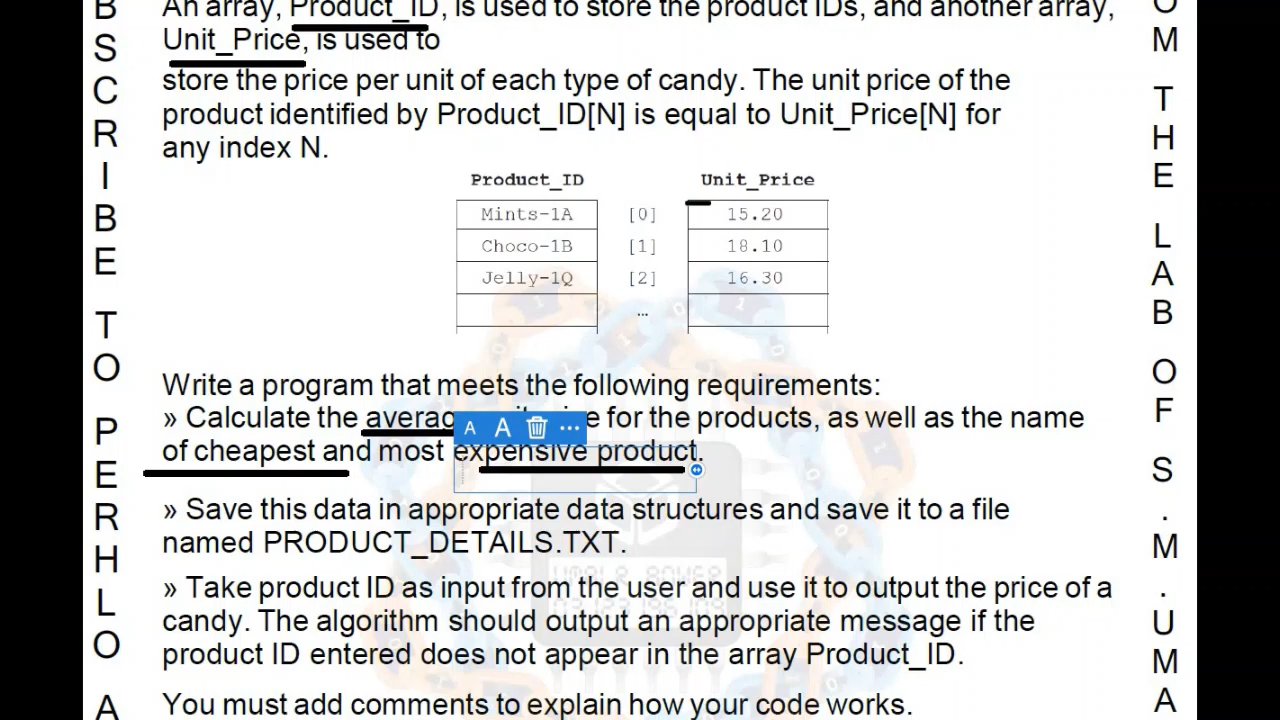 An array, Product_ID, is used to store the product IDs, and another array,
Unit_Price, is used to
store the price per unit of each type of candy. The unit price of the
product identified by Product_ID[N] is equal to Unit_Price[N] for
any index N.
Product_ID Unit_Price
Mints-1A [0] 15.20
Choco-1B [1] 18.10
Jelly-1Q [2] 16.30
...
Write a program that meets the following requirements:
» Calculate the for the products, as well as the name
of cheapest and most expensive product.
A A ...
» Save this data in appropriate data structures and save it to a file
named PRODUCT_DETAILS.TXT.
» Take product ID as input from the user and use it to output the price of a
candy. The algorithm should output an appropriate message if the
product ID entered does not appear in the array Product_ID.
You must add comments to explain how your code works.
B
S
C
R
I
B
E
T
O
P
E
R
H
L
O
A
O
M
T
H
E
L
A
B
O
F
S
.
M
.
U
M
A